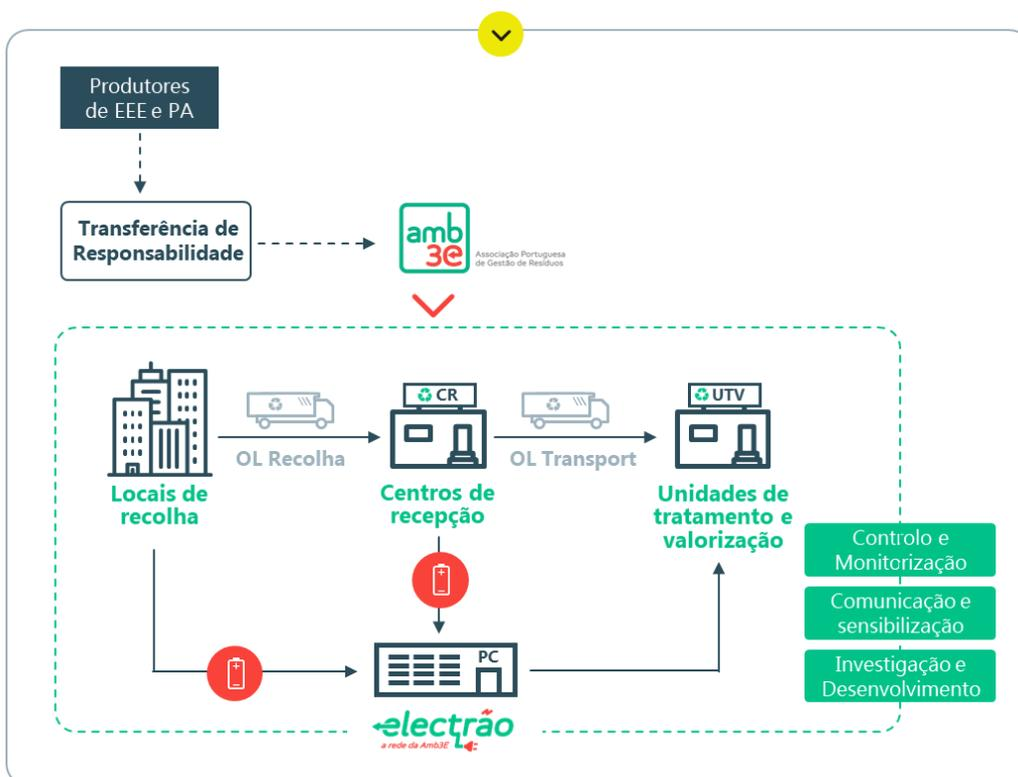 Produtores
de EEE e PA
Transferência de
Responsabilidade
amb
3e
Associação Portuguesa
de Gestão de Resíduos
CR
UTV
OL Recolha
OL Transport
Locais de
recolha
Centros de
recepção
Unidades de
tratamento e
valorização
Controlo e
Monitorização
Comunicação e
sensibilização
Investigação e
Desenvolvimento
PC
electrão
a rede da Amb3E